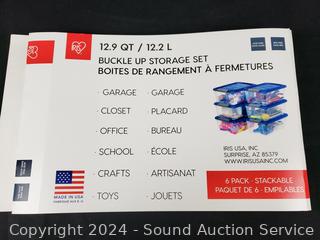 12.9 QT / 12.2 L
BUCKLE UP STORAGE SET
BOITES DE RANGEMENT À FERMETURES
· GARAGE · GARAGE
· CLOSET · PLACARD
· OFFICE · BUREAU
· SCHOOL · ÉCOLE
· CRAFTS · ARTISANAT
· TOYS · JOUETS
IRIS USA, INC
SURPRISE, AZ 85379
WWW.IRISUSAINC.COM
6 PACK · STACKABLE
PAQUET DE 6 · EMPILABLES
MADE IN USA
Copyright 2024 - Sound Auction Service